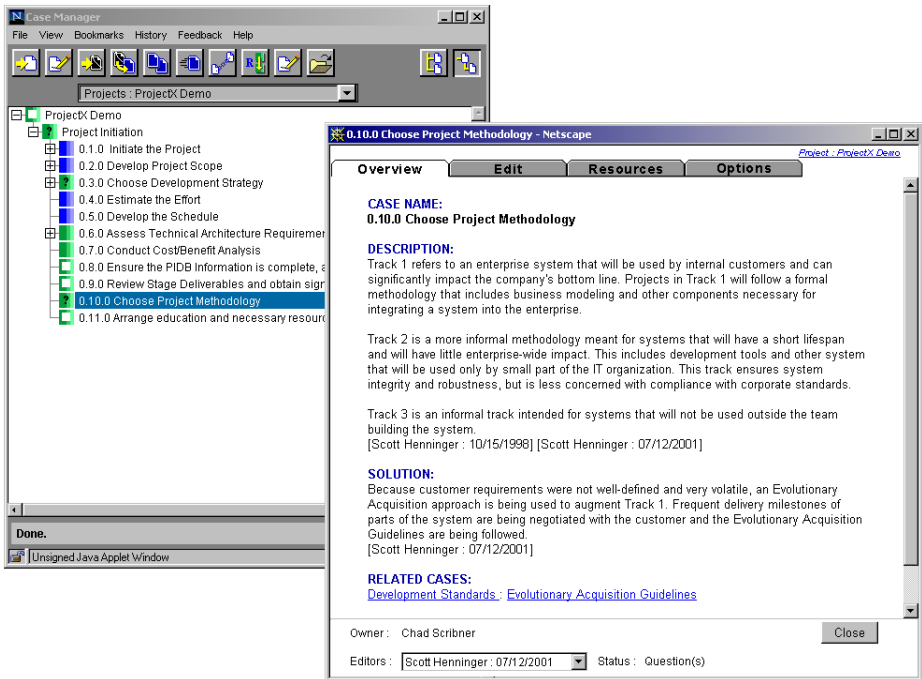 Case Manager
File View Bookmarks History Feedback Help
Projects : ProjectX Demo
ProjectX Demo
Project Initiation
0.1.0 Initiate the Project
0.2.0 Develop Project Scope
0.3.0 Choose Development Strategy
0.4.0 Estimate the Effort
0.5.0 Develop the Schedule
0.6.0 Assess Technical Architecture Requiremen
0.7.0 Conduct Cost/Benefit Analysis
0.8.0 Ensure the PIDB Information is complete, a
0.9.0 Review Stage Deliverables and obtain sign
0.10.0 Choose Project Methodology
0.11.0 Arrange education and necessary resourc
Done.
Unsigned Java Applet Window
0.10.0 Choose Project Methodology - Netscape
Project : ProjectX Demo
Overview Edit Resources Options
CASE NAME:
0.10.0 Choose Project Methodology
DESCRIPTION:
Track 1 refers to an enterprise system that will be used by internal customers and can
significantly impact the company's bottom line. Projects in Track 1 will follow a formal
methodology that includes business modeling and other components necessary for
integrating a system into the enterprise.
Track 2 is a more informal methodology meant for systems that will have a short lifespan
and will have little enterprise-wide impact. This includes development tools and other system
that will be used only by small part of the IT organization. This track ensures system
integrity and robustness, but is less concerned with compliance with corporate standards.
Track 3 is an informal track intended for systems that will not be used outside the team
building the system.
[Scott Henninger : 10/15/1998] [Scott Henninger : 07/12/2001]
SOLUTION:
Because customer requirements were not well-defined and very volatile, an Evolutionary
Acquisition approach is being used to augment Track 1. Frequent delivery milestones of
parts of the system are being negotiated with the customer and the Evolutionary Acquisition
Guidelines are being followed.
[Scott Henninger : 07/12/2001]
RELATED CASES:
Development Standards : Evolutionary Acquisition Guidelines
Owner : Chad Scribner
Close
Editors : Scott Henninger : 07/12/2001 Status : Question(s)